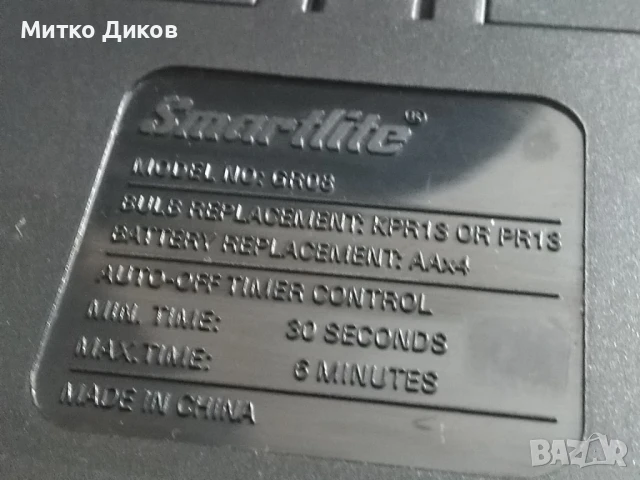 Митко Диков
Smartlite®
MODEL NO: GR08
BULB REPLACEMENT: KPR13 OR PR13
BATTERY REPLACEMENT: AAx4
AUTO-OFF TIMER CONTROL
MIN. TIME: 30 SECONDS
MAX. TIME: 6 MINUTES
MADE IN CHINA
BAZAR